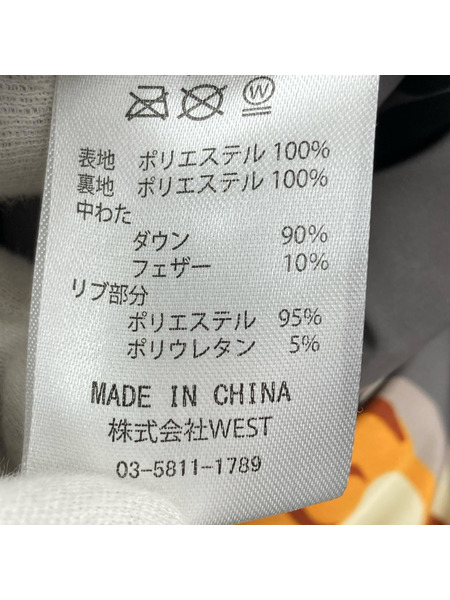 W
表地 ポリエステル 100%
裏地 ポリエステル 100%
中わた
ダウン 90%
フェザー 10%
リブ部分
ポリエステル 95%
ポリウレタン 5%
MADE IN CHINA
株式会社WEST
03-5811-1789